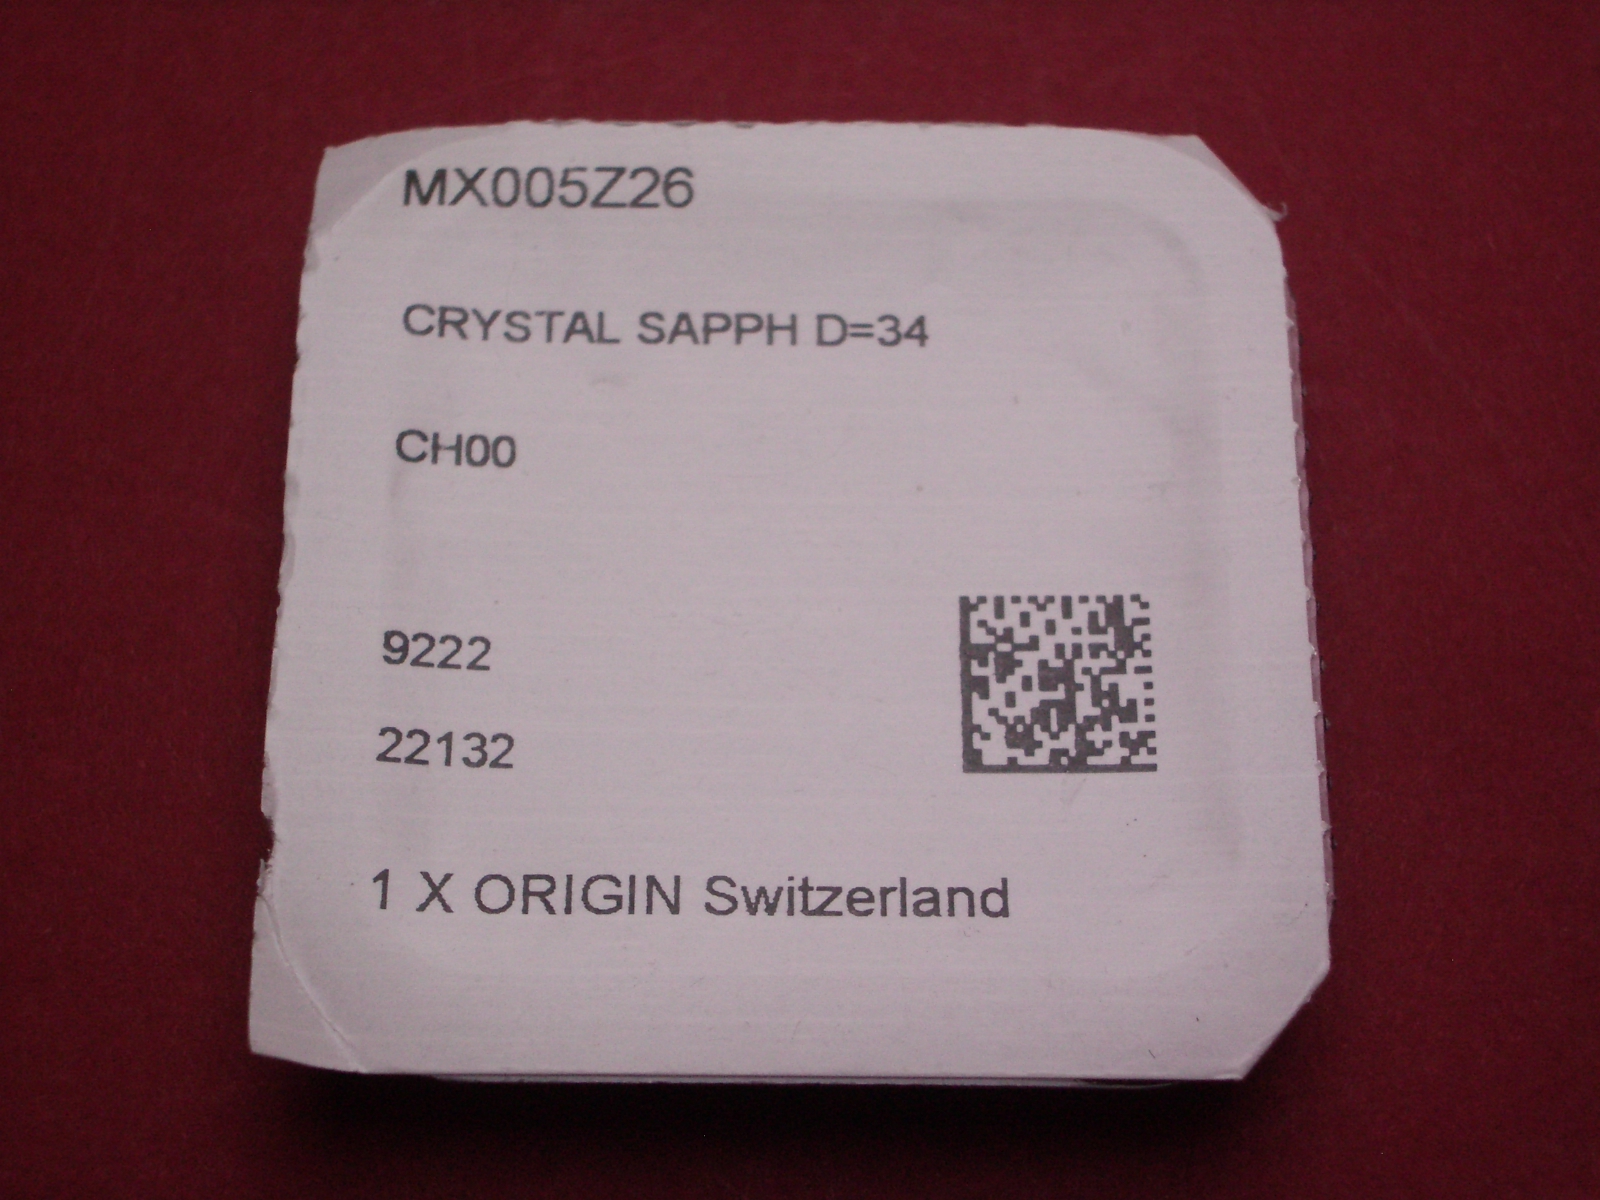 MX005Z26
CRYSTAL SAPPH D=34
CH00
9222
22132
1 X ORIGIN Switzerland